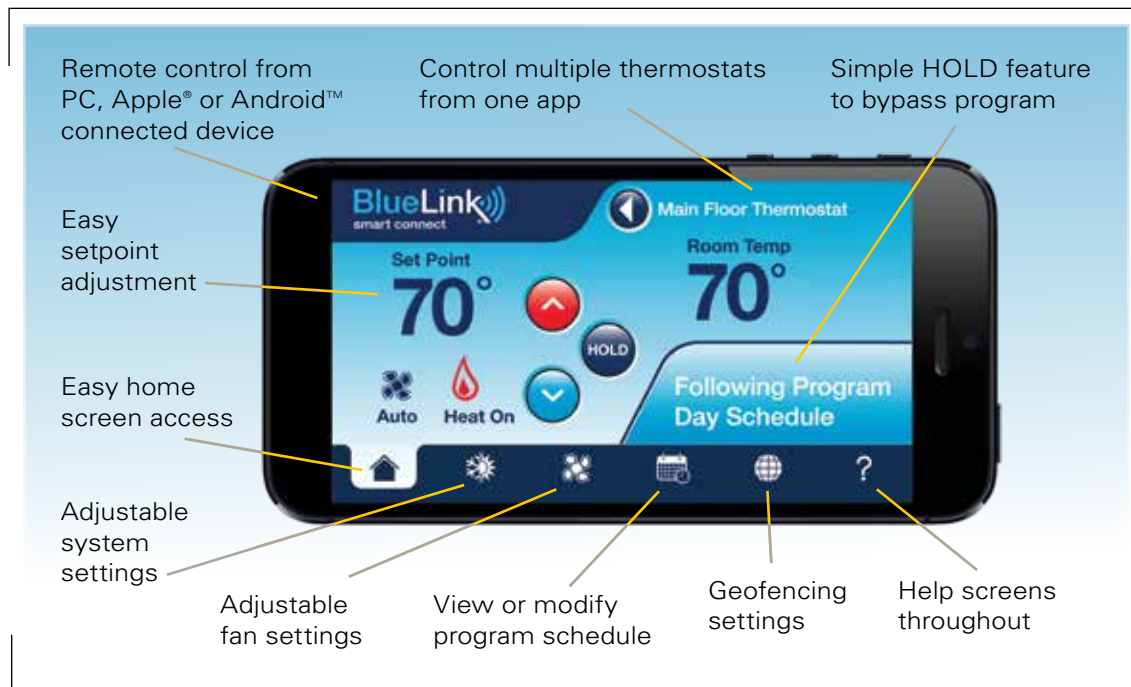 Remote control from
PC, Apple® or Android™
connected device
Control multiple thermostats
from one app
Simple HOLD feature
to bypass program
Easy
setpoint
adjustment
Easy home
screen access
Adjustable
system
settings
BlueLink
smart connect
Main Floor Thermostat
Set Point
70°
Room Temp
70°
HOLD
Auto
Heat On
Following Program
Day Schedule
?
Adjustable
fan settings
View or modify
program schedule
Geofencing
settings
Help screens
throughout